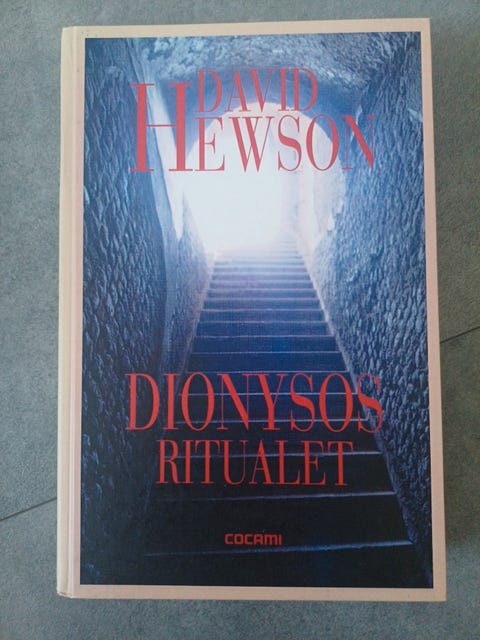 DAVID
HEWSON
DIONYSOS
RITUALET
COCAMI